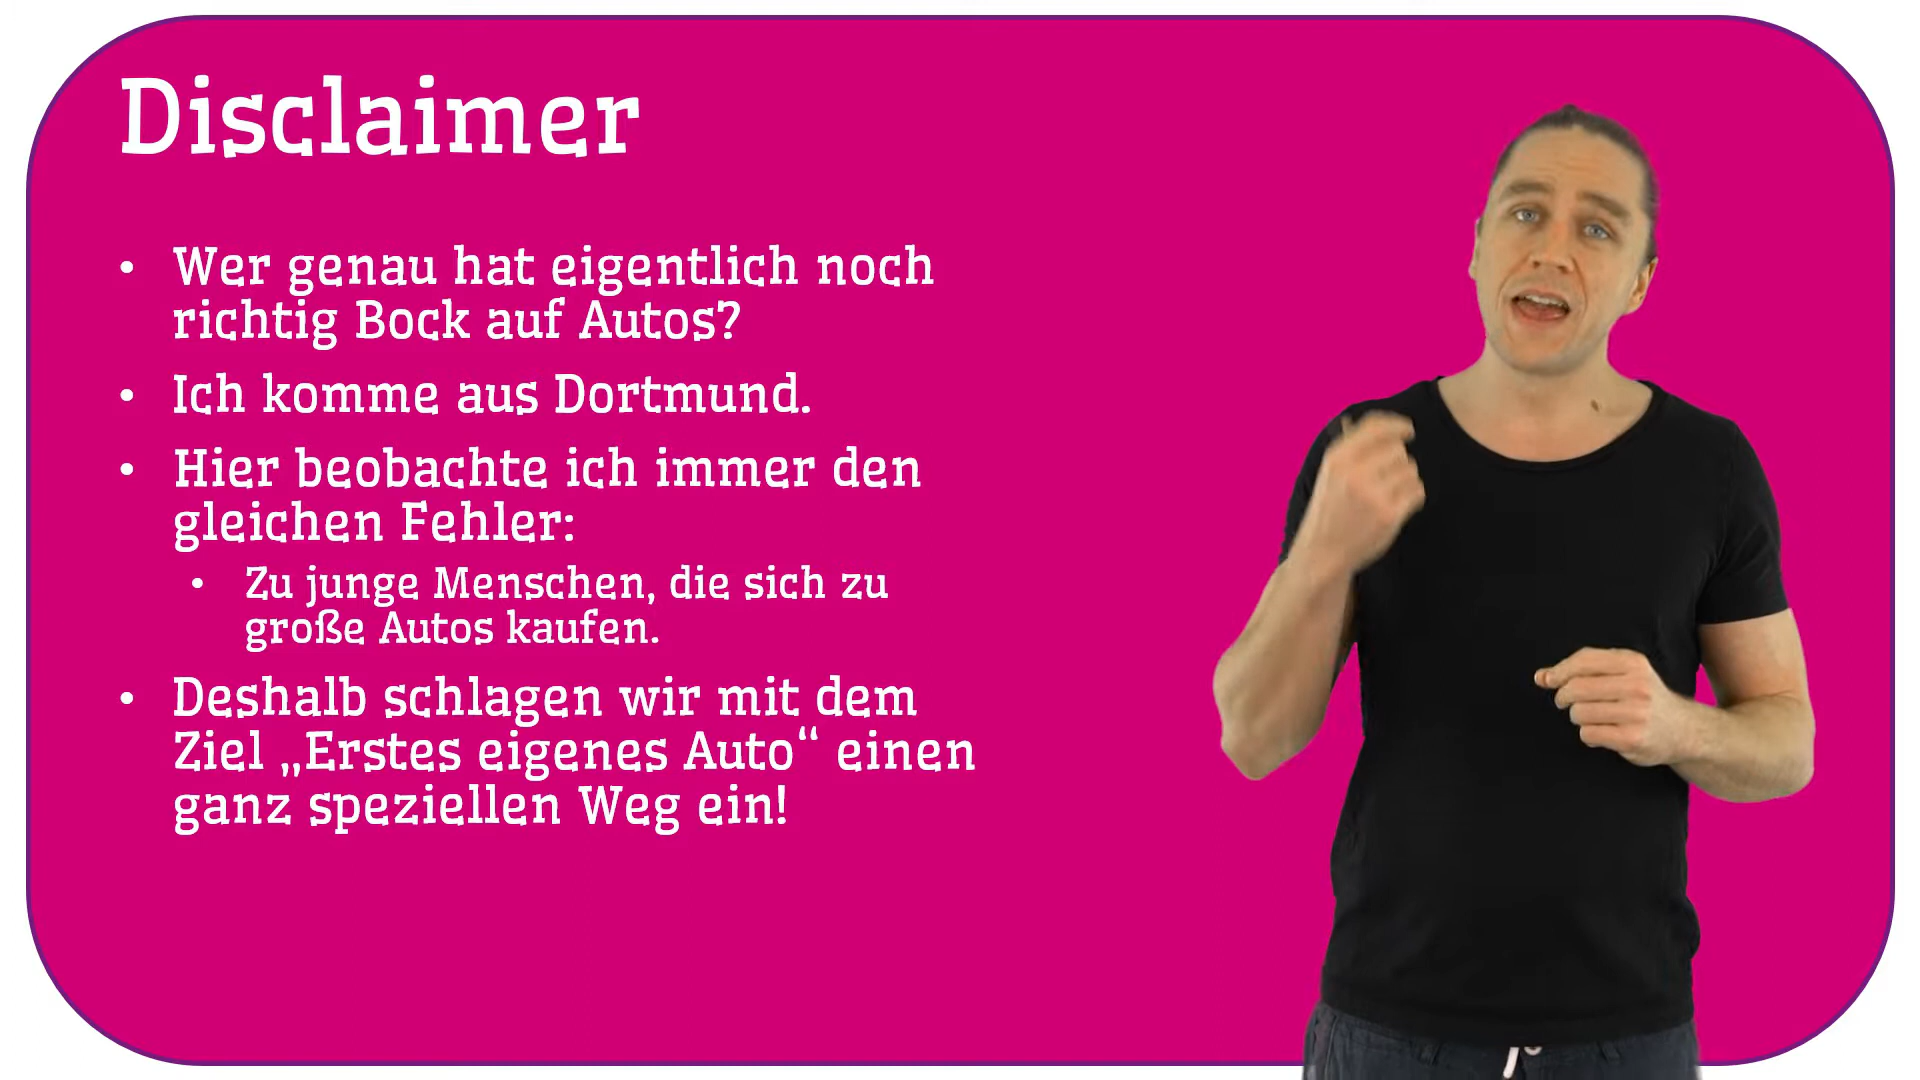 Disclaimer
• Wer genau hat eigentlich noch
richtig Bock auf Autos?
• Ich komme aus Dortmund.
• Hier beobachte ich immer den
gleichen Fehler:
• Zu junge Menschen, die sich zu
große Autos kaufen.
• Deshalb schlagen wir mit dem
Ziel „Erstes eigenes Auto“ einen
ganz speziellen Weg ein!